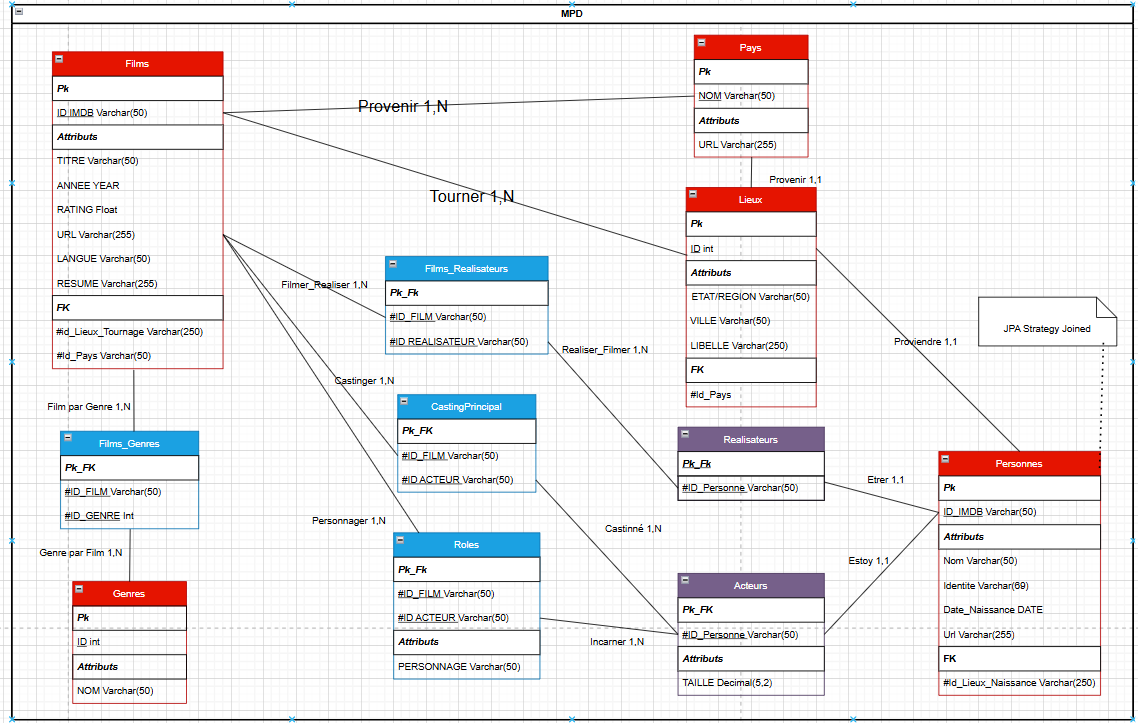 MPD
Films
Pk
ID IMDB Varchar(50)
Attributs
TITRE Varchar(50)
ANNEE YEAR
RATING Float
URL Varchar(255)
LANGUE Varchar(50)
RESUME Varchar(255)
FK
#id_Lieux_Tournage Varchar(250)
#Id_Pays Varchar(50)
Provenir 1,N
Tourner 1,N
Pays
Pk
NOM Varchar(50)
Attributs
URL Varchar(255)
Provenir 1,1
Lieux
Pk
ID int
Attributs
ETAT/REGION Varchar(50)
VILLE Varchar(50)
LIBELLE Varchar(250)
FK
#Id_Pays
Filmer_Realiser 1,N
Films_Realisateurs
Pk_Fk
#ID_FILM Varchar(50)
#ID REALISATEUR Varchar(50)
Realiser_Filmer 1,N
Proviendre 1,1
JPA Strategy Joined
Castinger 1,N
CastingPrincipal
Pk_FK
#ID_FILM Varchar(50)
#ID ACTEUR Varchar(50)
Film par Genre 1,N
Films_Genres
Pk_FK
#ID_FILM Varchar(50)
#ID_GENRE Int
Genre par Film 1,N
Genres
Pk
ID int
Attributs
NOM Varchar(50)
Personnager 1,N
Roles
Pk_Fk
#ID_FILM Varchar(50)
#ID ACTEUR Varchar(50)
Attributs
PERSONNAGE Varchar(50)
Castinné 1,N
Incarner 1,N
Realisateurs
Pk_Fk
#ID_Personne Varchar(50)
Etrer 1,1
Estoy 1,1
Acteurs
Pk_FK
#ID_Personne Varchar(50)
Attributs
TAILLE Decimal(5,2)
Personnes
Pk
ID_IMDB Varchar(50)
Attributs
Nom Varchar(50)
Identite Varchar(69)
Date_Naissance DATE
Url Varchar(255)
FK
#Id_Lieux_Naissance Varchar(250)